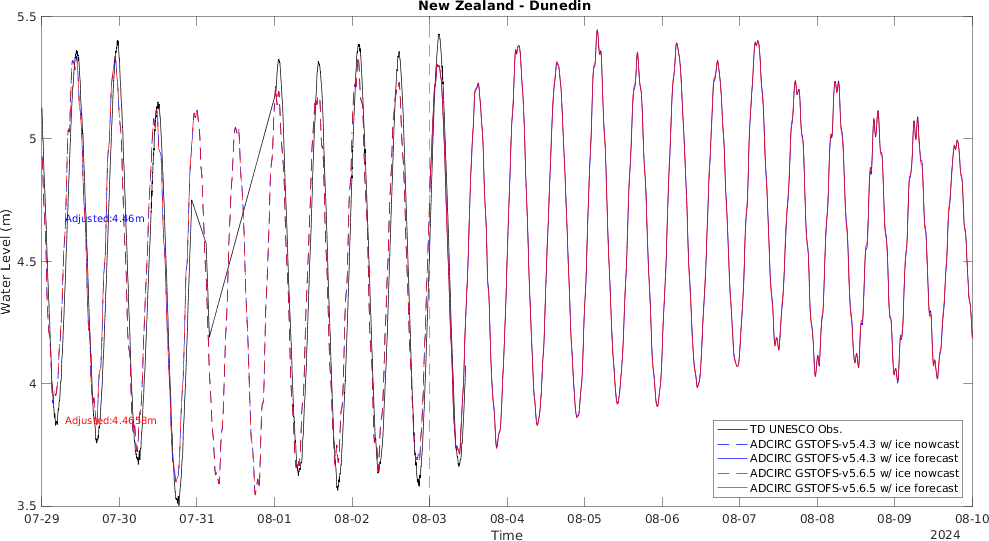 New Zealand - Dunedin
5.5
5
4.5
4
3.5
Water Level (m)
Adjusted:4.46m
Adjusted:4.4658m
TD UNESCO Obs.
ADCIRC GSTOFS-v5.4.3 w/ ice nowcast
ADCIRC GSTOFS-v5.4.3 w/ ice forecast
ADCIRC GSTOFS-v5.6.5 w/ ice nowcast
ADCIRC GSTOFS-v5.6.5 w/ ice forecast
07-29 07-30 07-31 08-01 08-02 08-03 08-04 08-05 08-06 08-07 08-08 08-09 08-10
Time
2024